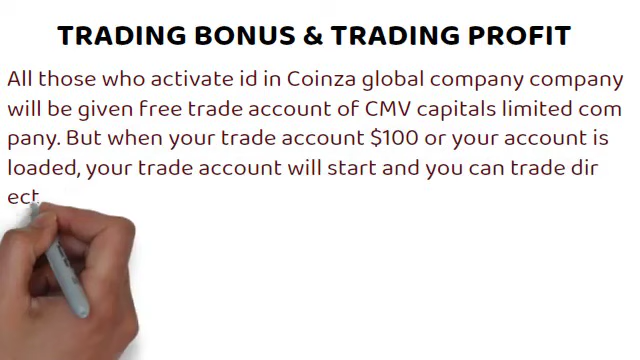 TRADING BONUS & TRADING PROFIT
All those who activate id in Coinza global company company
will be given free trade account of CMV capitals limited com
pany. But when your trade account $100 or your account is
loaded, your trade account will start and you can trade dir
ect